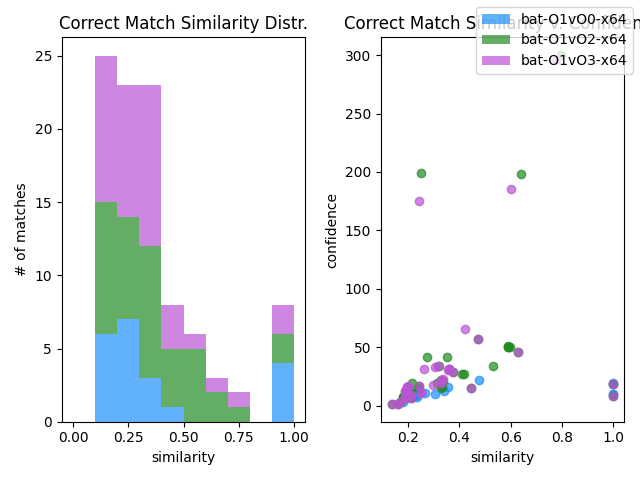 Correct Match Similarity Distr.
25
20
15
10
5
0
# of matches
0.00
0.25
0.50
0.75
1.00
similarity
Correct Match Similarity v. Confiden
bat-O1vO0-x64
bat-O1vO2-x64
bat-O1vO3-x64
300
250
200
150
100
50
0
confidence
0.2
0.4
0.6
0.8
1.0
similarity